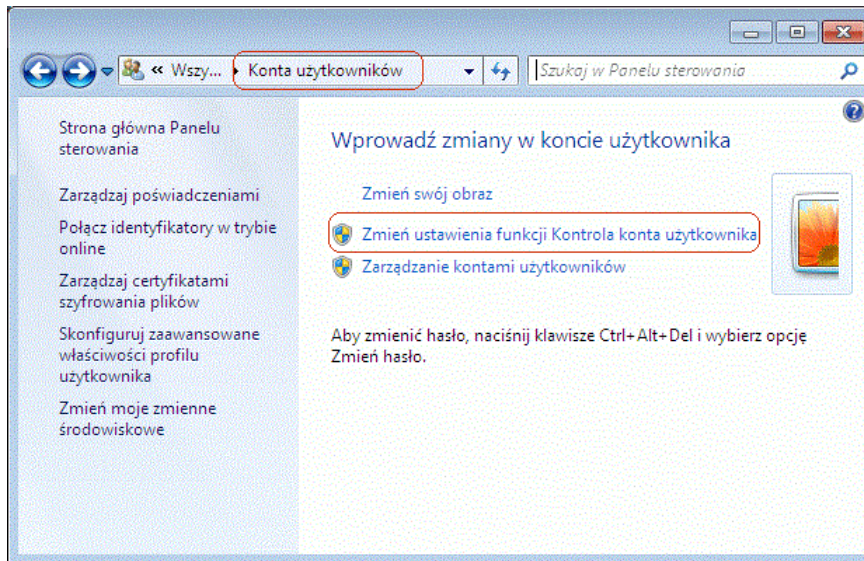 « Wszy... Konta użytkowników
Szukaj w Panelu sterowania
Strona główna Panelu
sterowania
Zarządzaj poświadczeniami
Połącz identyfikatory w trybie
online
Zarządzaj certyfikatami
szyfrowania plików
Skonfiguruj zaawansowane
właściwości profilu
użytkownika
Zmień moje zmienne
środowiskowe
Wprowadź zmiany w koncie użytkownika
Zmień swój obraz
Zmień ustawienia funkcji Kontrola konta użytkownika
Zarządzanie kontami użytkowników
Aby zmienić hasło, naciśnij klawisze Ctrl+Alt+Del i wybierz opcję
Zmień hasło.